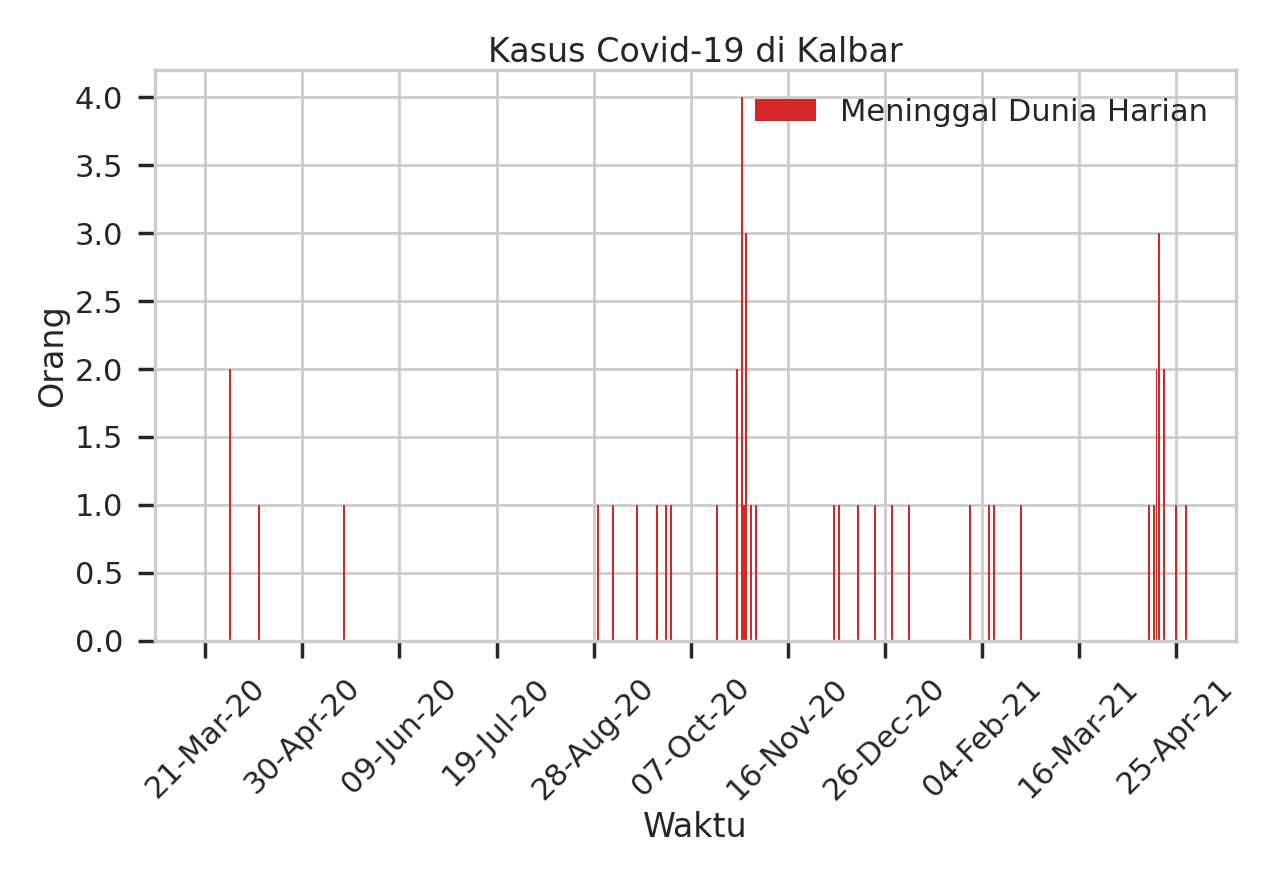 Kasus Covid-19 di Kalbar
Meninggal Dunia Harian
4.0
3.5
3.0
2.5
2.0
1.5
1.0
0.5
0.0
Orang
21-Mar-20
30-Apr-20
09-Jun-20
19-Jul-20
28-Aug-20
07-Oct-20
16-Nov-20
26-Dec-20
04-Feb-21
16-Mar-21
25-Apr-21
Waktu